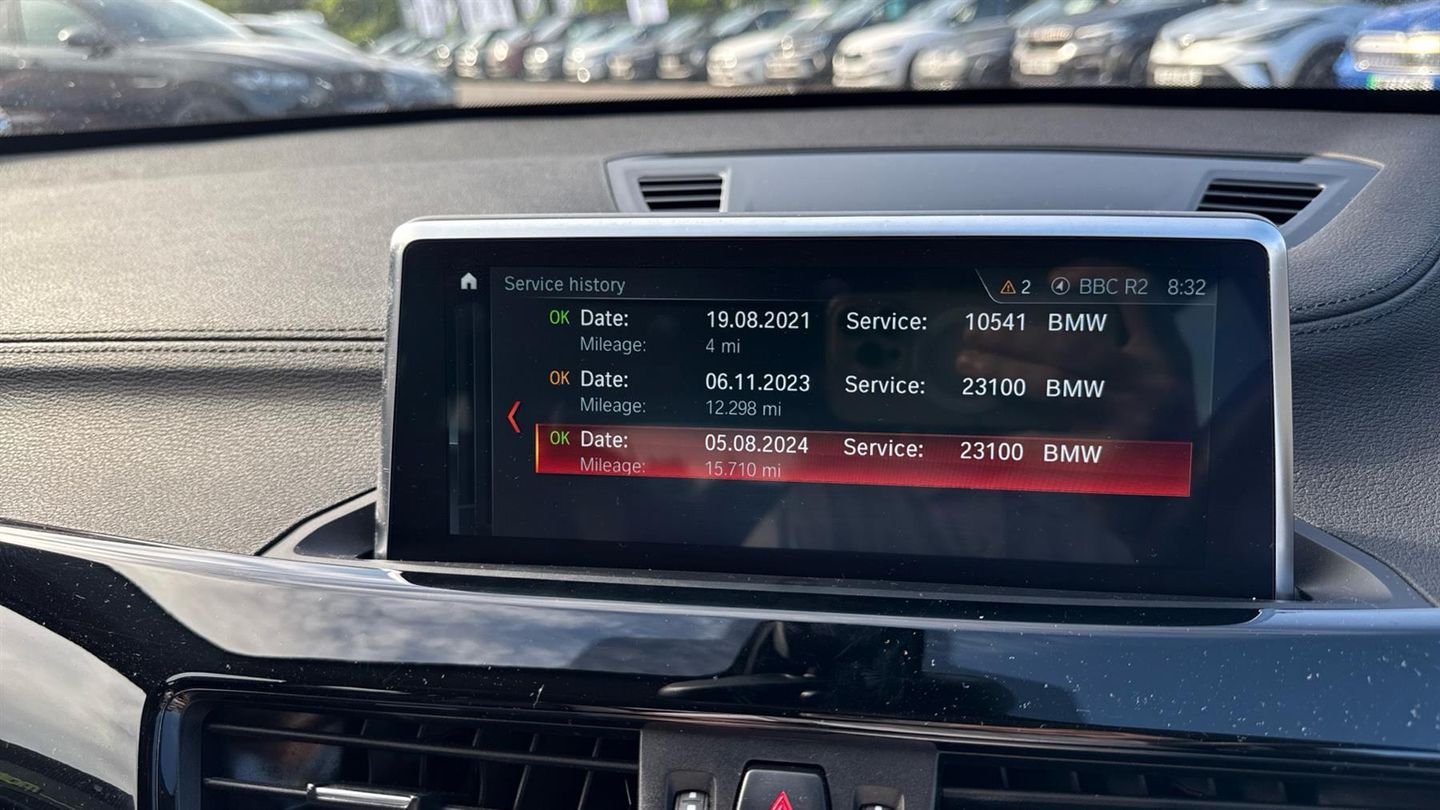 Service history 2 BBC R2 8:32
OK Date: 19.08.2021 Service: 10541 BMW
Mileage: 4 mi
OK Date: 06.11.2023 Service: 23100 BMW
Mileage: 12.298 mi
OK Date: 05.08.2024 Service: 23100 BMW
Mileage: 15.710 mi